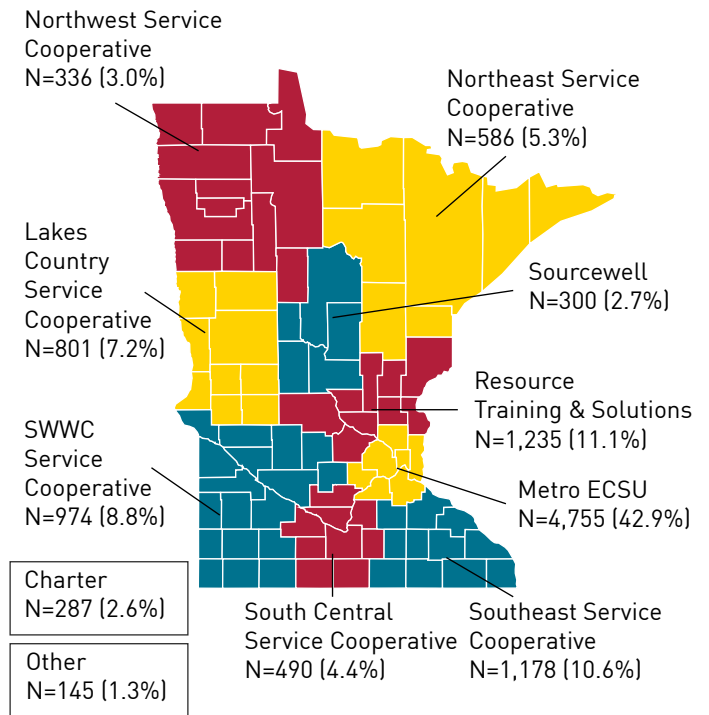 Northwest Service
Cooperative
N=336 (3.0%)
Northeast Service
Cooperative
N=586 (5.3%)
Lakes
Country
Service
Cooperative
N=801 (7.2%)
Sourcewell
N=300 (2.7%)
Resource
Training & Solutions
N=1,235 (11.1%)
SWWC
Service
Cooperative
N=974 (8.8%)
Metro ECSU
N=4,755 (42.9%)
Charter
N=287 (2.6%)
Other
N=145 (1.3%)
South Central
Service Cooperative
N=490 (4.4%)
Southeast Service
Cooperative
N=1,178 (10.6%)